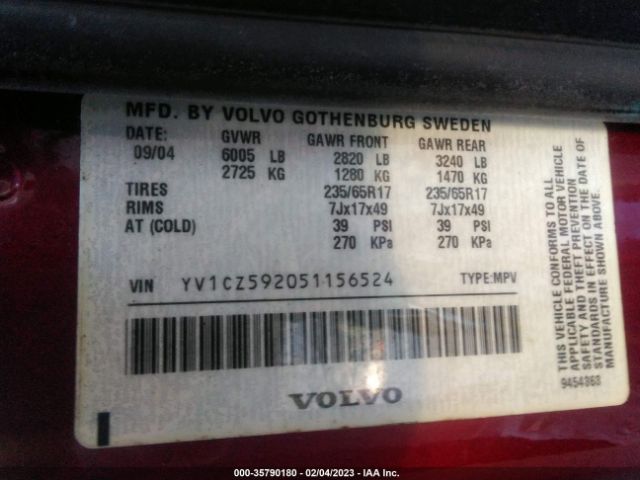 MFD. BY VOLVO GOTHENBURG SWEDEN
DATE: GVWR GAWR FRONT GAWR REAR
09/04 6005 LB 2820 LB 3240 LB
2725 KG 1280 KG 1470 KG
TIRES 235/65R17 235/65R17
RIMS 7Jx17x49 7Jx17x49
AT (COLD) 39 PSI 39 PSI
270 KPa 270 KPa
VIN YV1CZ592051156524 TYPE:MPV
VOLVO
THIS VEHICLE CONFORMS TO ALL
APPLICABLE FEDERAL MOTOR VEHICLE
SAFETY AND THEFT PREVENTION
STANDARDS IN EFFECT ON DATE OF
MANUFACTURE SHOWN ABOVE.
9454363
000-35790180 - 02/04/2023 - IAA Inc.